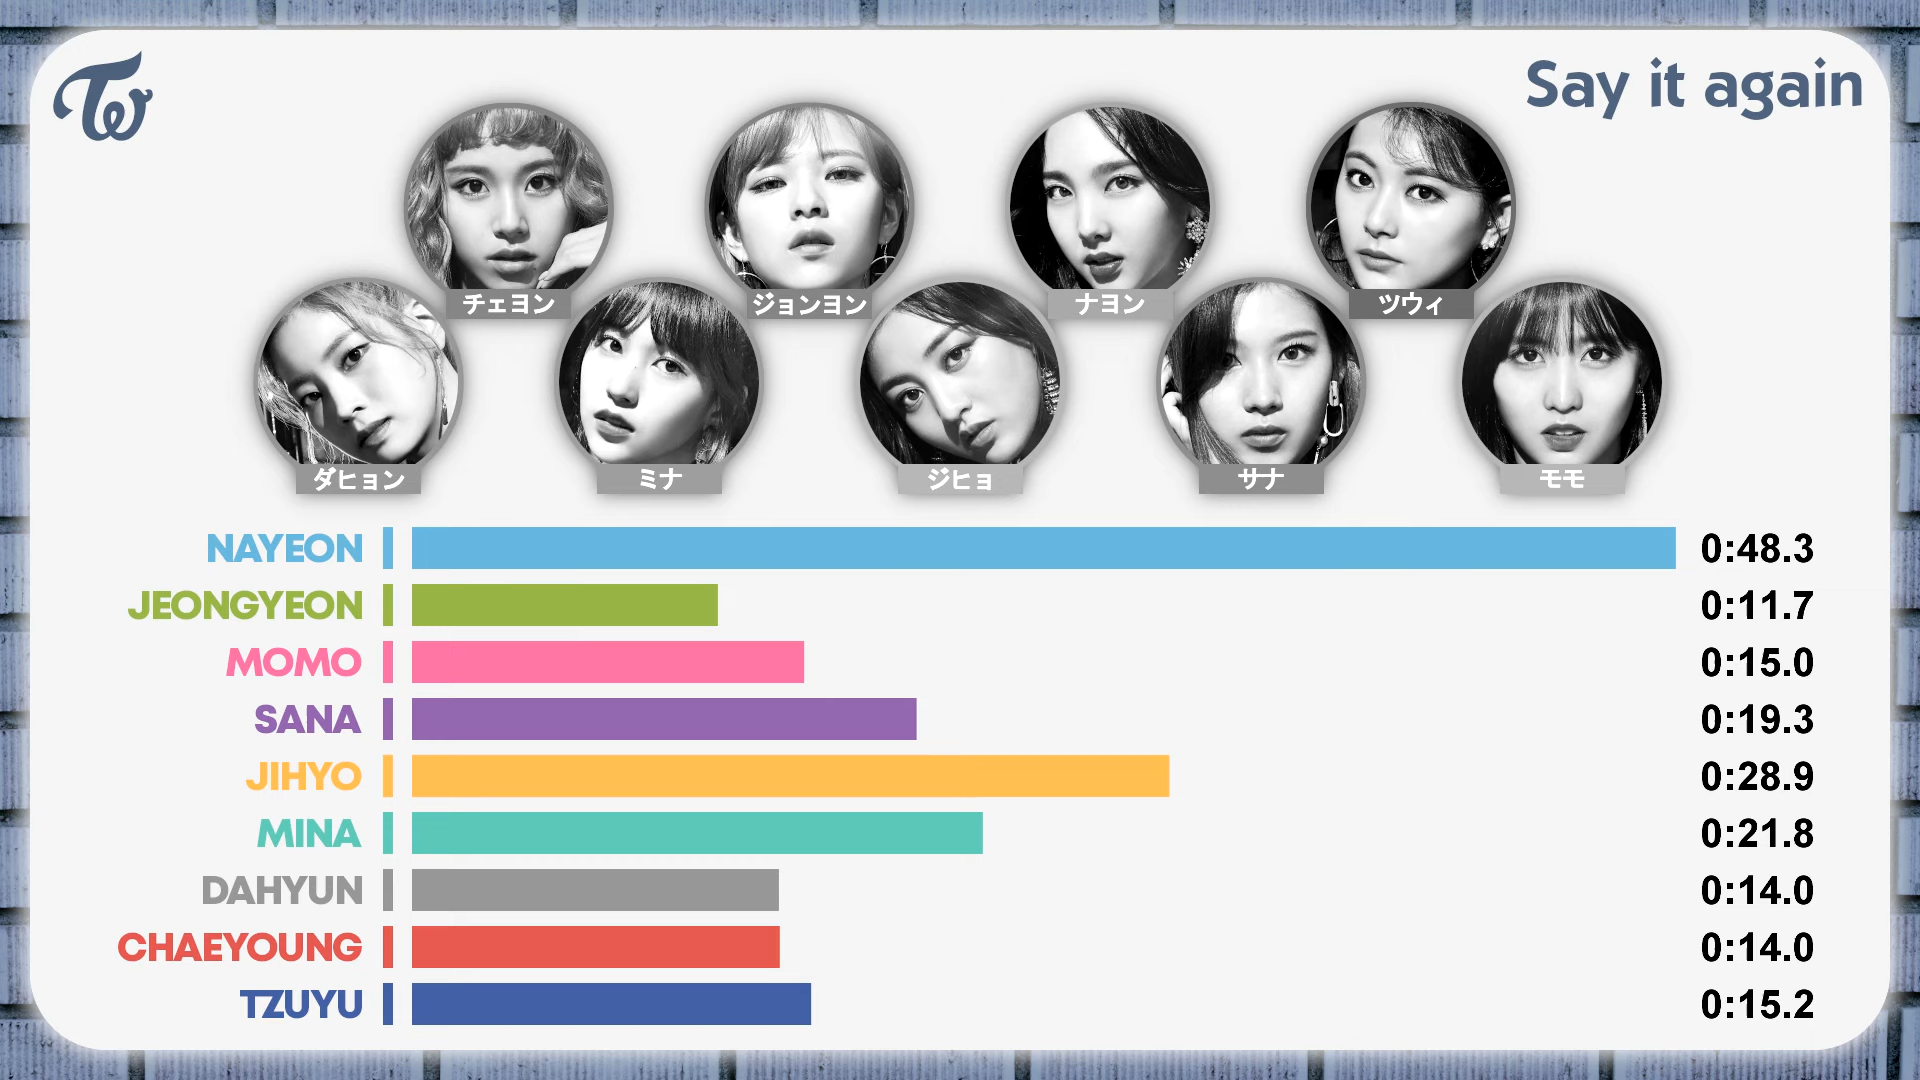 TW
Say it again
チェヨン
ジョンヨン
ナヨン
ツウィ
ダヒョン
ミナ
ジヒョ
サナ
モモ
NAYEON 0:48.3
JEONGYEON 0:11.7
MOMO 0:15.0
SANA 0:19.3
JIHYO 0:28.9
MINA 0:21.8
DAHYUN 0:14.0
CHAEYOUNG 0:14.0
TZUYU 0:15.2